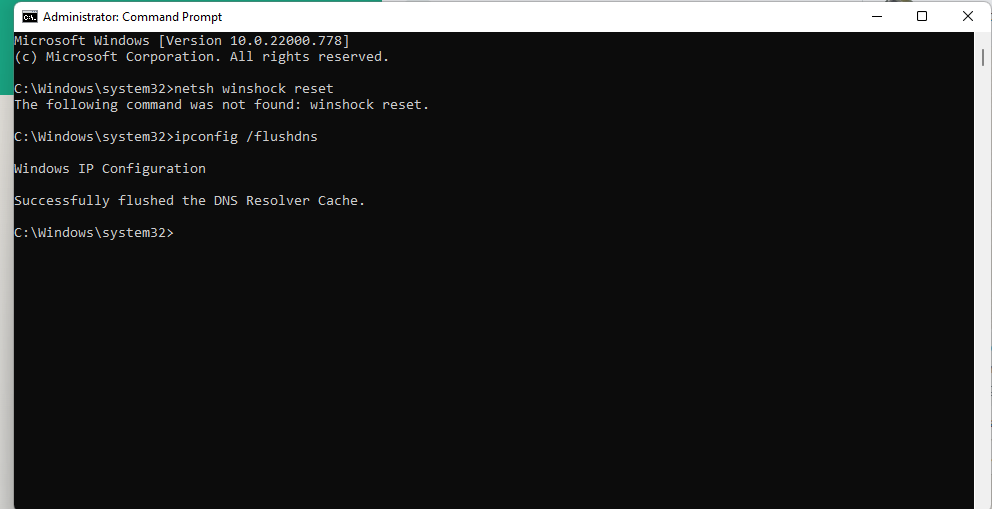 Administrator: Command Prompt
Microsoft Windows [Version 10.0.22000.778]
(c) Microsoft Corporation. All rights reserved.
C:\Windows\system32>netsh winshock reset
The following command was not found: winshock reset.
C:\Windows\system32>ipconfig /flushdns
Windows IP Configuration
Successfully flushed the DNS Resolver Cache.
C:\Windows\system32>